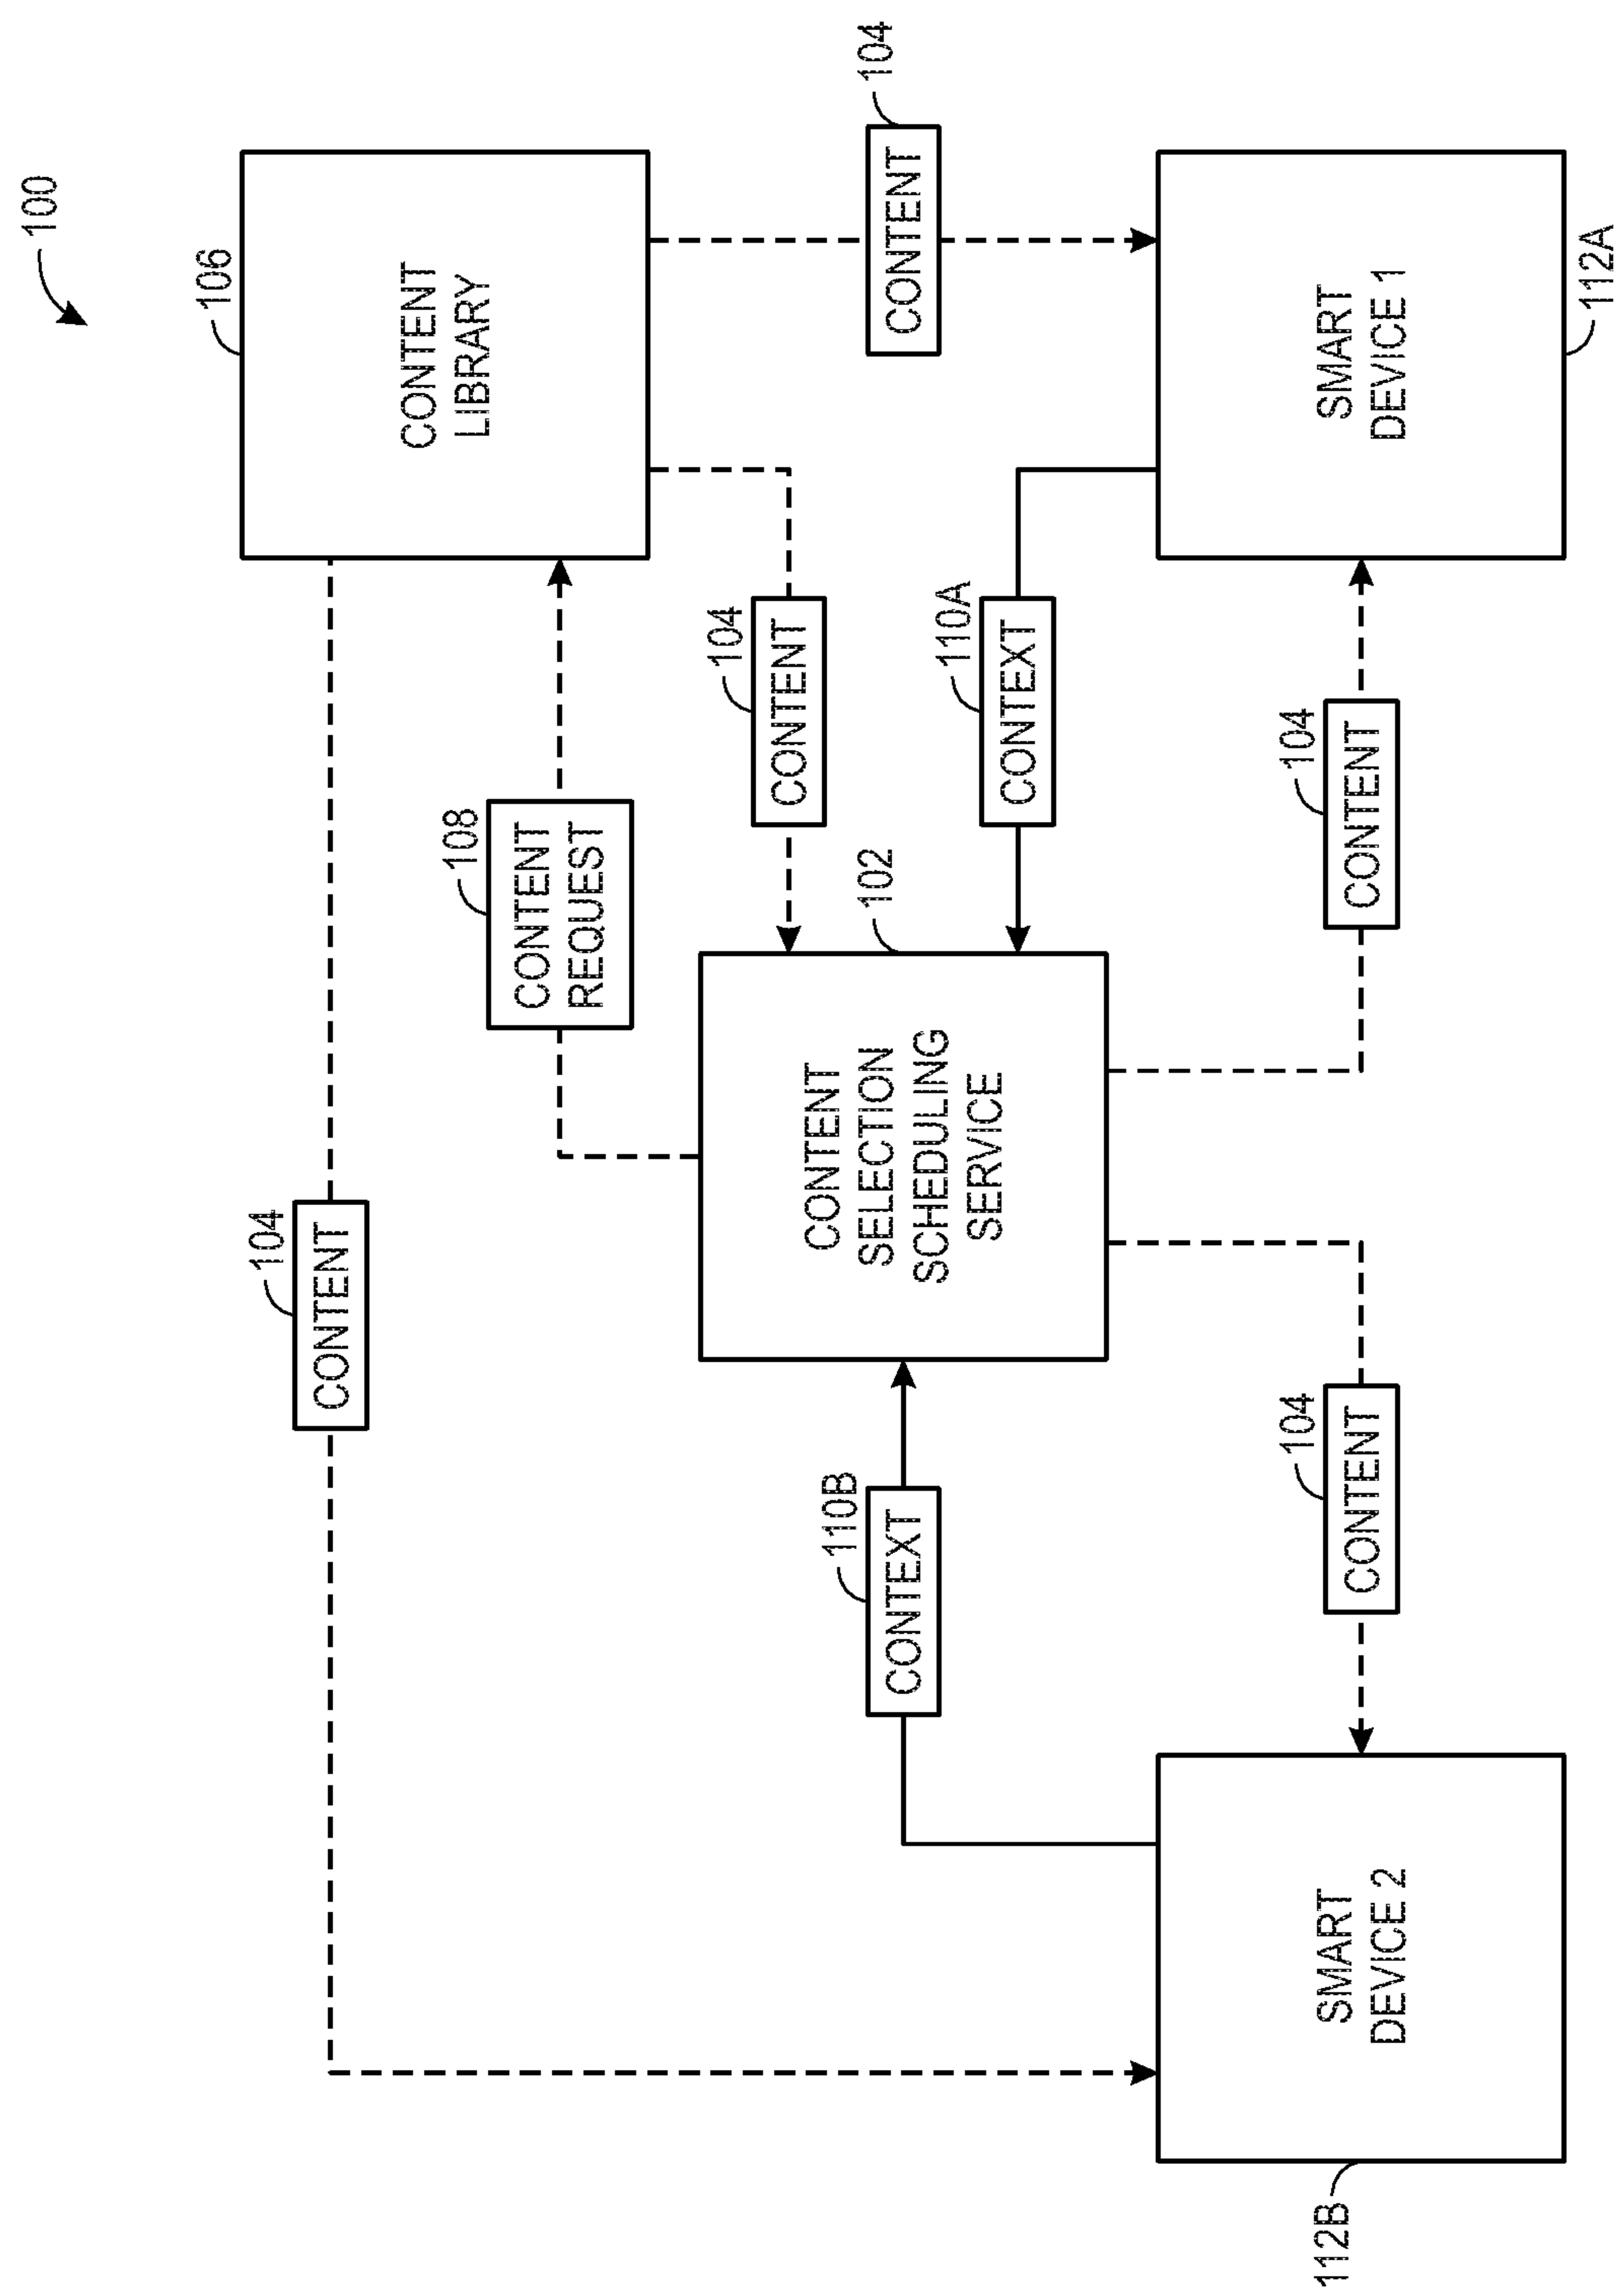 100
106
CONTENT
LIBRARY
104
CONTENT
108
CONTENT
REQUEST
104
CONTENT
110B
CONTEXT
102
CONTENT
SELECTION
SCHEDULING
SERVICE
110A
CONTEXT
104
CONTENT
104
CONTENT
104
CONTENT
SMART
DEVICE 2
112B
SMART
DEVICE 1
112A